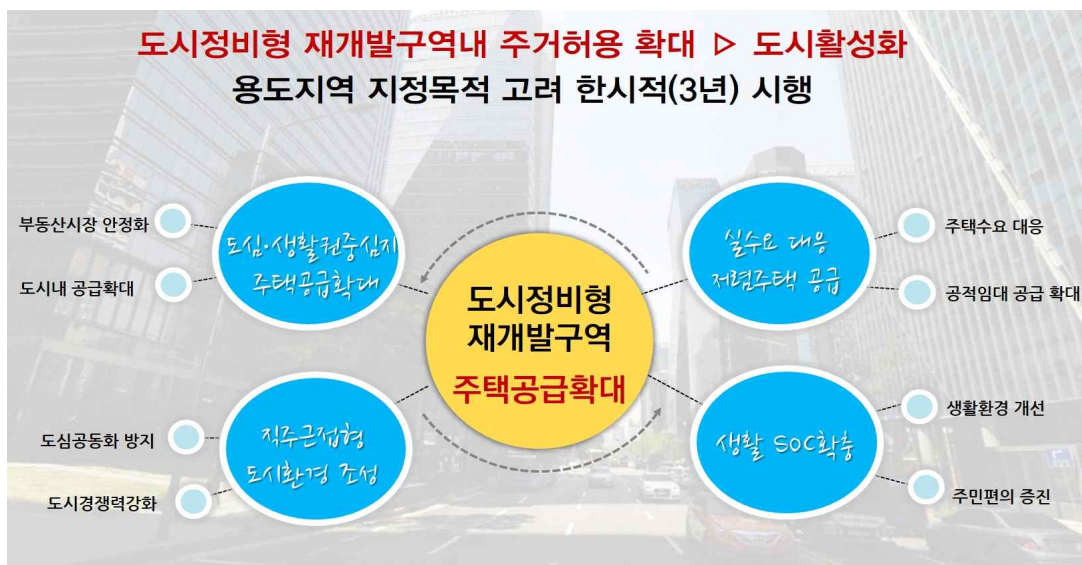 도시정비형 재개발구역내 주거허용 확대 ▷ 도시활성화
용도지역 지정목적 고려 한시적(3년) 시행
부동산시장 안정화
도시내 공급확대
도심·생활권중심지
주택공급확대
실수요 대응
저렴주택 공급
주택수요 대응
공적임대 공급 확대
도시정비형
재개발구역
주택공급확대
도심공동화 방지
도시경쟁력강화
직주근접형
도시환경 조성
생활 SOC확충
생활환경 개선
주민편의 증진